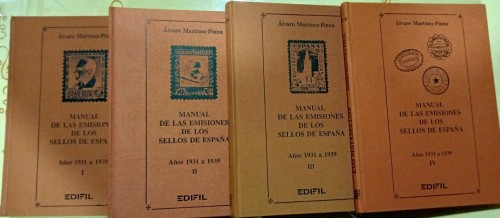 Álvaro Martínez-Pinna
MANUAL
DE LAS EMISIONES
DE LOS
SELLOS DE ESPAÑA
Años 1931 a 1939
I
EDIFIL
Álvaro Martínez-Pinna
MANUAL
DE LAS EMISIONES
DE LOS
SELLOS DE ESPAÑA
Años 1931 a 1939
II
EDIFIL
Álvaro Martínez-Pinna
ESPAÑA
MANUAL
DE LAS EMISIONES
DE LOS
SELLOS DE ESPAÑA
Años 1931 a 1939
III
EDIFIL
Álvaro Martínez-Pinna
MANUAL
DE LAS EMISIONES
DE LOS
SELLOS DE ESPAÑA
Años 1931 a 1939
IV
EDIFIL